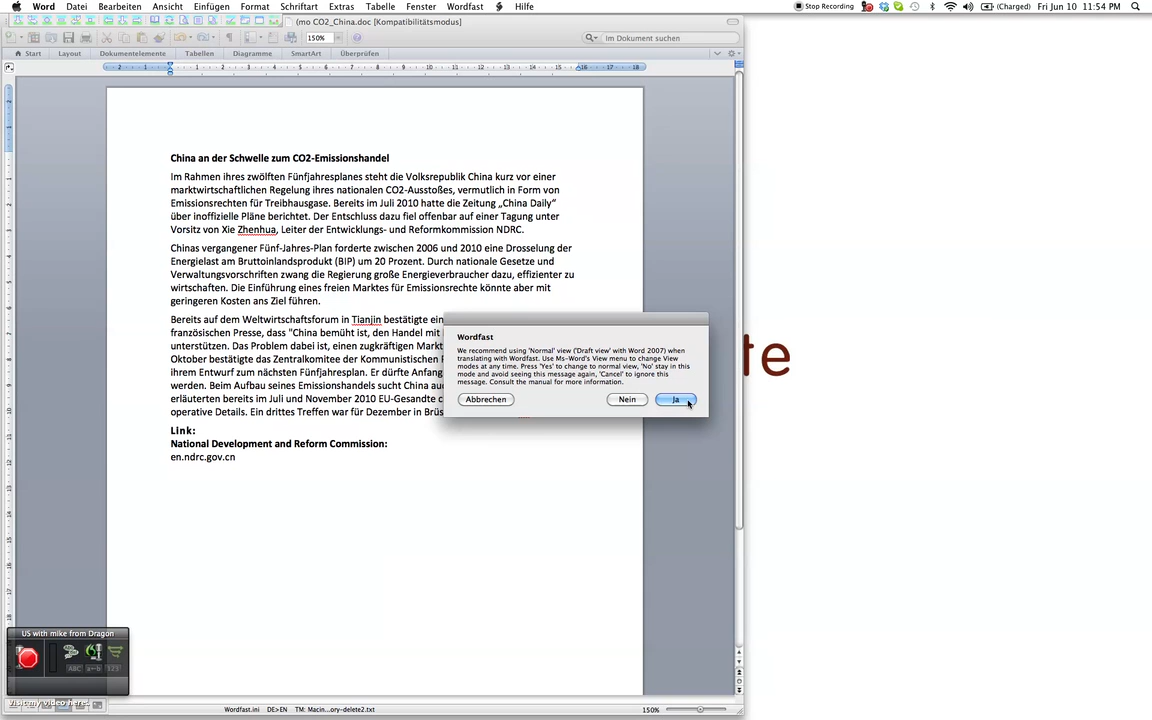 Word Datei Bearbeiten Ansicht Einfügen Format Schriftart Extras Tabelle Fenster Wordfast Hilfe Stop Recording (Charged) Fri Jun 10 11:54 PM
(mo CO2_China.doc [Kompatibilitätsmodus]
150% Im Dokument suchen
Start Layout Dokumentelemente Tabellen Diagramme SmartArt Überprüfen
China an der Schwelle zum CO2-Emissionshandel
Im Rahmen ihres zwölften Fünfjahresplanes steht die Volksrepublik China kurz vor einer
marktwirtschaftlichen Regelung ihres nationalen CO2-Ausstoßes, vermutlich in Form von
Emissionsrechten für Treibhausgase. Bereits im Juli 2010 hatte die Zeitung „China Daily“
über inoffizielle Pläne berichtet. Der Entschluss dazu fiel offenbar auf einer Tagung unter
Vorsitz von Xie Zhenhua, Leiter der Entwicklungs- und Reformkommission NDRC.
Chinas vergangener Fünf-Jahres-Plan forderte zwischen 2006 und 2010 eine Drosselung der
Energielast am Bruttoinlandsprodukt (BIP) um 20 Prozent. Durch nationale Gesetze und
Verwaltungsvorschriften zwang die Regierung große Energieverbraucher dazu, effizienter zu
wirtschaften. Die Einführung eines freien Marktes für Emissionsrechte könnte aber mit
geringeren Kosten ans Ziel führen.
Bereits auf dem Weltwirtschaftsforum in Tianjin bestätigte ein
französischen Presse, dass "China bemüht ist, den Handel mit
unterstützen. Das Problem dabei ist, einen zugkräftigen Markt
Oktober bestätigte das Zentralkomitee der Kommunistischen P
ihrem Entwurf zum nächsten Fünfjahresplan. Er dürfte Anfang
werden. Beim Aufbau seines Emissionshandels sucht China au
erläuterten bereits im Juli und November 2010 EU-Gesandte c
operative Details. Ein drittes Treffen war für Dezember in Brüs
Link:
National Development and Reform Commission:
en.ndrc.gov.cn
Wordfast
We recommend using 'Normal' view ('Draft view' with Word 2007) when
translating with Wordfast. Use Ms-Word's View menu to change View
modes at any time. Press 'Yes' to change to normal view, 'No' stay in this
mode and avoid seeing this message again, 'Cancel' to ignore this
message. Consult the manual for more information.
Abbrechen Nein Ja
te
US with mike from Dragon
ABC a↔b 123
Visit my video here!
Wordfast.ini DE>EN TM: Macin...ory-delete2.txt 150%